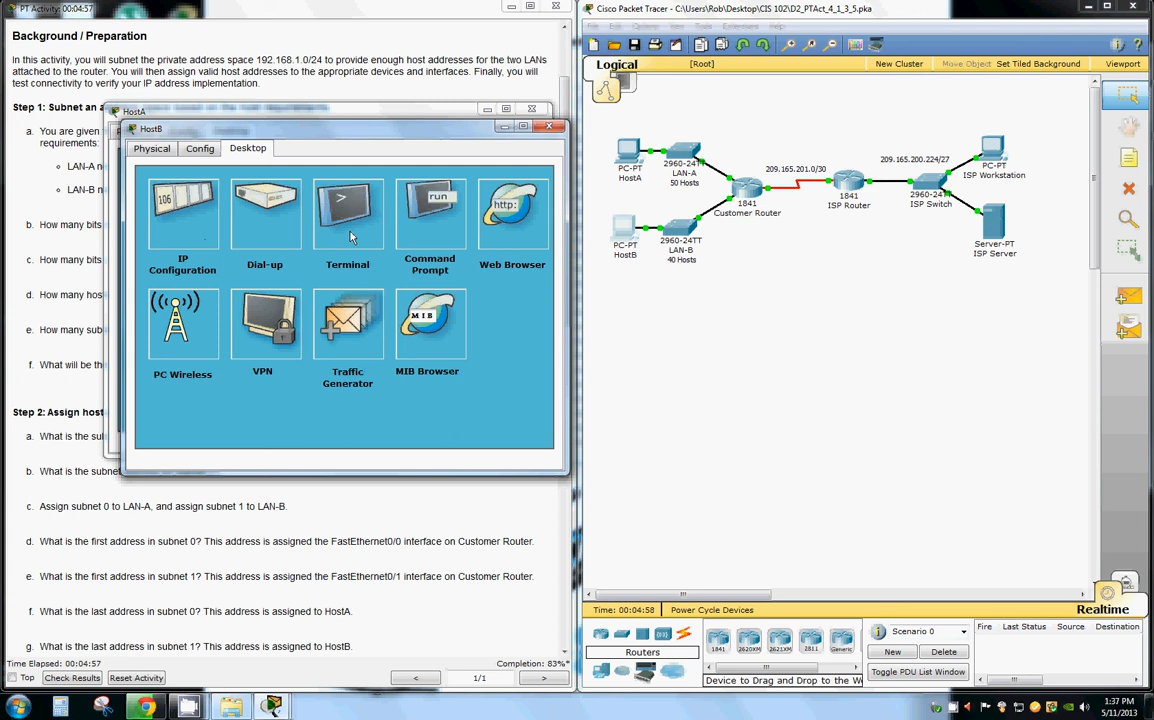 PT Activity: 00:04:57
Background / Preparation
In this activity, you will subnet the private address space 192.168.1.0/24 to provide enough host addresses for the two LANs
attached to the router. You will then assign valid host addresses to the appropriate devices and interfaces. Finally, you will
test connectivity to verify your IP address implementation.
Step 1: Subnet an
a. You are given
requirements:
LAN-A n
LAN-B n
b. How many bits
c. How many bits
d. How many hos
e. How many sub
f. What will be the
Step 2: Assign host
a. What is the sul
b. What is the subnet
c. Assign subnet 0 to LAN-A, and assign subnet 1 to LAN-B.
d. What is the first address in subnet 0? This address is assigned the FastEthernet0/0 interface on Customer Router.
e. What is the first address in subnet 1? This address is assigned the FastEthernet0/1 interface on Customer Router.
f. What is the last address in subnet 0? This address is assigned to HostA.
g. What is the last address in subnet 1? This address is assigned to HostB.
Time Elapsed: 00:04:57
Completion: 83%*
Top
Check Results
Reset Activity
<
1/1
>
HostA
HostB
Physical
Config
Desktop
106
>
run
http:
IP
Configuration
Dial-up
Terminal
Command
Prompt
Web Browser
MIB
PC Wireless
VPN
Traffic
Generator
MIB Browser
Cisco Packet Tracer - C:\Users\Rob\Desktop\CIS 102\D2_PTAct_4_1_3_5.pka
Logical
[Root]
New Cluster
Move Object
Set Tiled Background
Viewport
PC-PT
HostA
2960-24TT
LAN-A
50 Hosts
209.165.201.0/30
1841
Customer Router
1841
ISP Router
209.165.200.224/27
PC-PT
ISP Workstation
2960-24TT
ISP Switch
PC-PT
HostB
2960-24TT
LAN-B
40 Hosts
Server-PT
ISP Server
Time: 00:04:58
Power Cycle Devices
Realtime
Routers
1841
2620XM
2621XM
2811
Generic
Device to Drag and Drop to the Wo
Scenario 0
New
Delete
Toggle PDU List Window
Fire
Last Status
Source
Destination
1:37 PM
5/11/2013